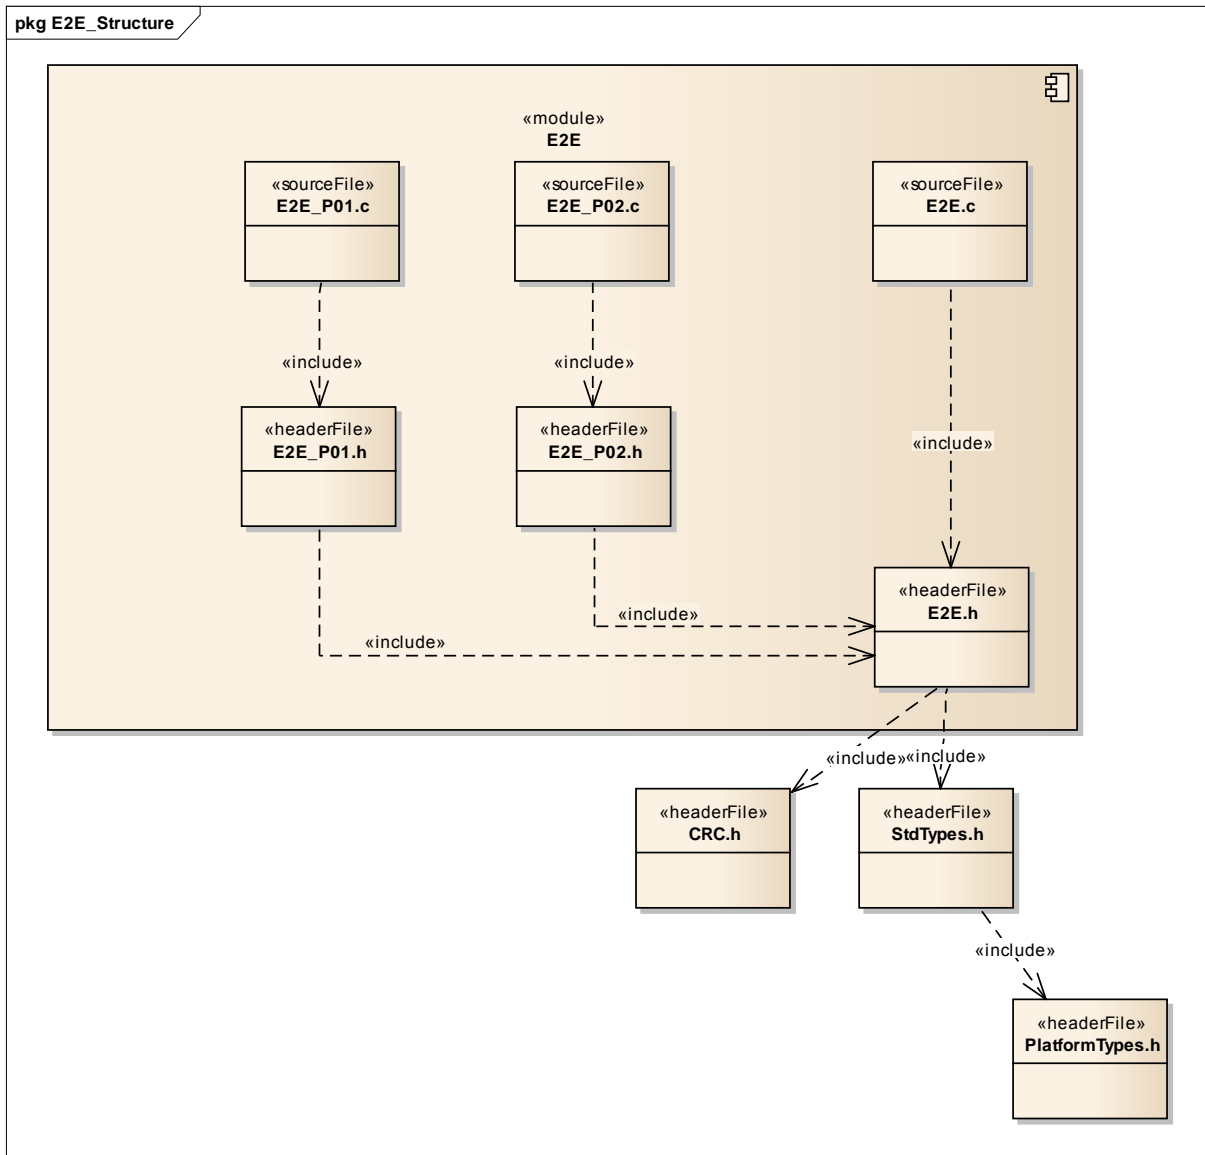 pkg E2E_Structure
«module»
E2E
«sourceFile»
E2E_P01.c
«sourceFile»
E2E_P02.c
«sourceFile»
E2E.c
«include»
«include»
«headerFile»
E2E_P01.h
«headerFile»
E2E_P02.h
«include»
«headerFile»
E2E.h
«include»
«include»
«include»
«include»
«headerFile»
CRC.h
«headerFile»
StdTypes.h
«include»
«headerFile»
PlatformTypes.h